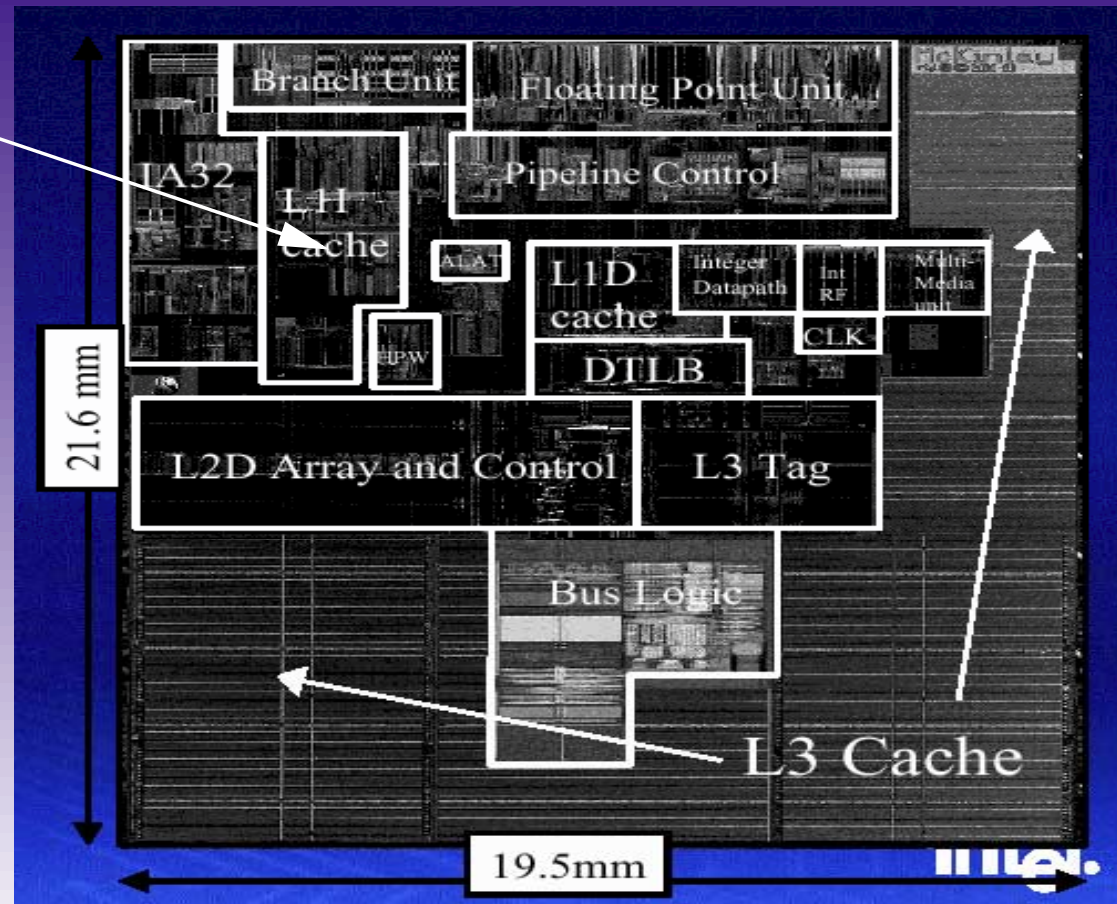 McKinley
Branch Unit
Floating Point Unit
IA32
L1I
cache
Pipeline Control
ALAT
L1D
cache
Integer
Datapath
Int
RF
Multi-
Media
unit
CLK
HPW
DTLB
21.6 mm
L2D Array and Control
L3 Tag
Bus Logic
L3 Cache
19.5mm
intel.